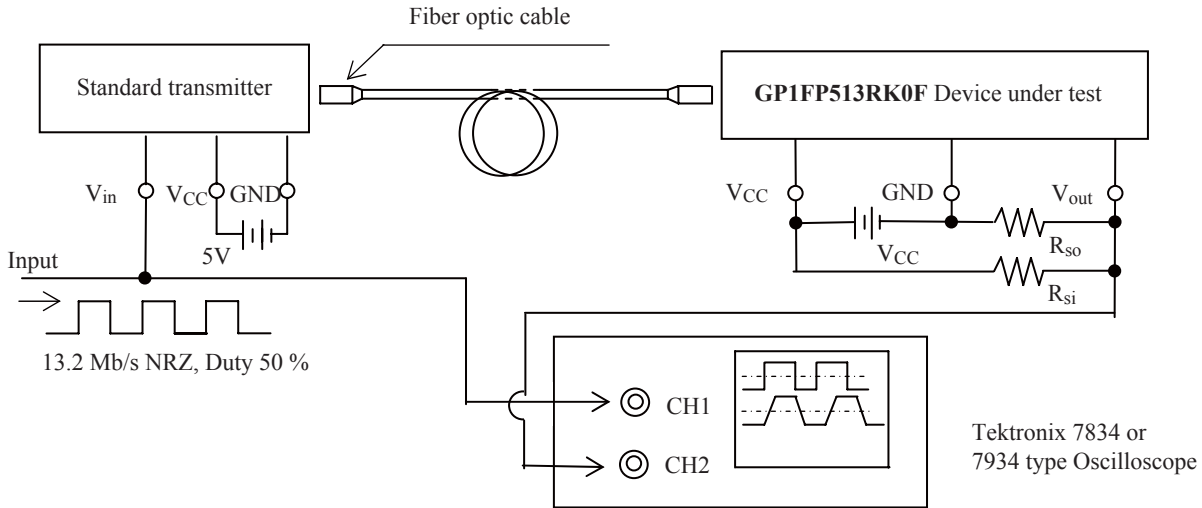 Fiber optic cable
Standard transmitter
GP1FP513RK0F Device under test
Vin
VCC
GND
5V
VCC
GND
Vout
VCC
Rso
Rsi
Input
13.2 Mb/s NRZ, Duty 50 %
CH1
CH2
Tektronix 7834 or
7934 type Oscilloscope